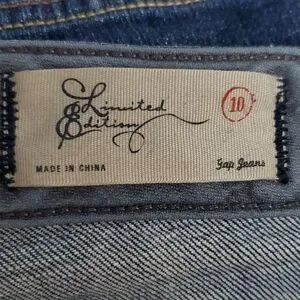 Limited
Edition
10
MADE IN CHINA
Gap Jeans